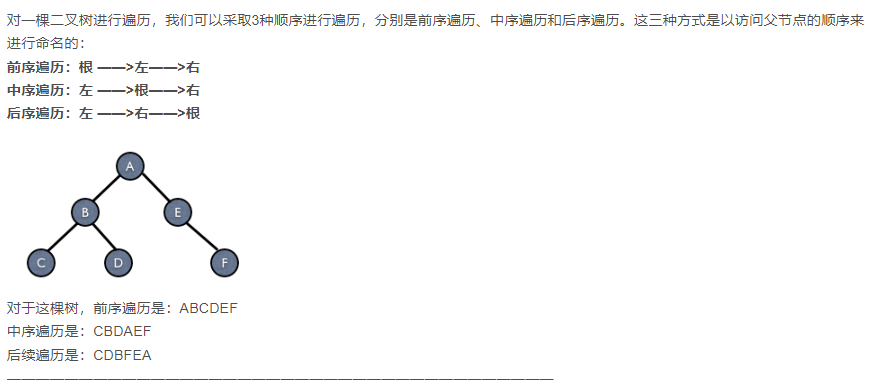 对一棵二叉树进行遍历，我们可以采取3种顺序进行遍历，分别是前序遍历、中序遍历和后序遍历。这三种方式是以访问父节点的顺序来
进行命名的：
前序遍历：根 ——>左——>右
中序遍历：左 ——>根——>右
后序遍历：左 ——>右——>根
A
B E
C D F
对于这棵树，前序遍历是：ABCDEF
中序遍历是：CBDAEF
后续遍历是：CDBFEA